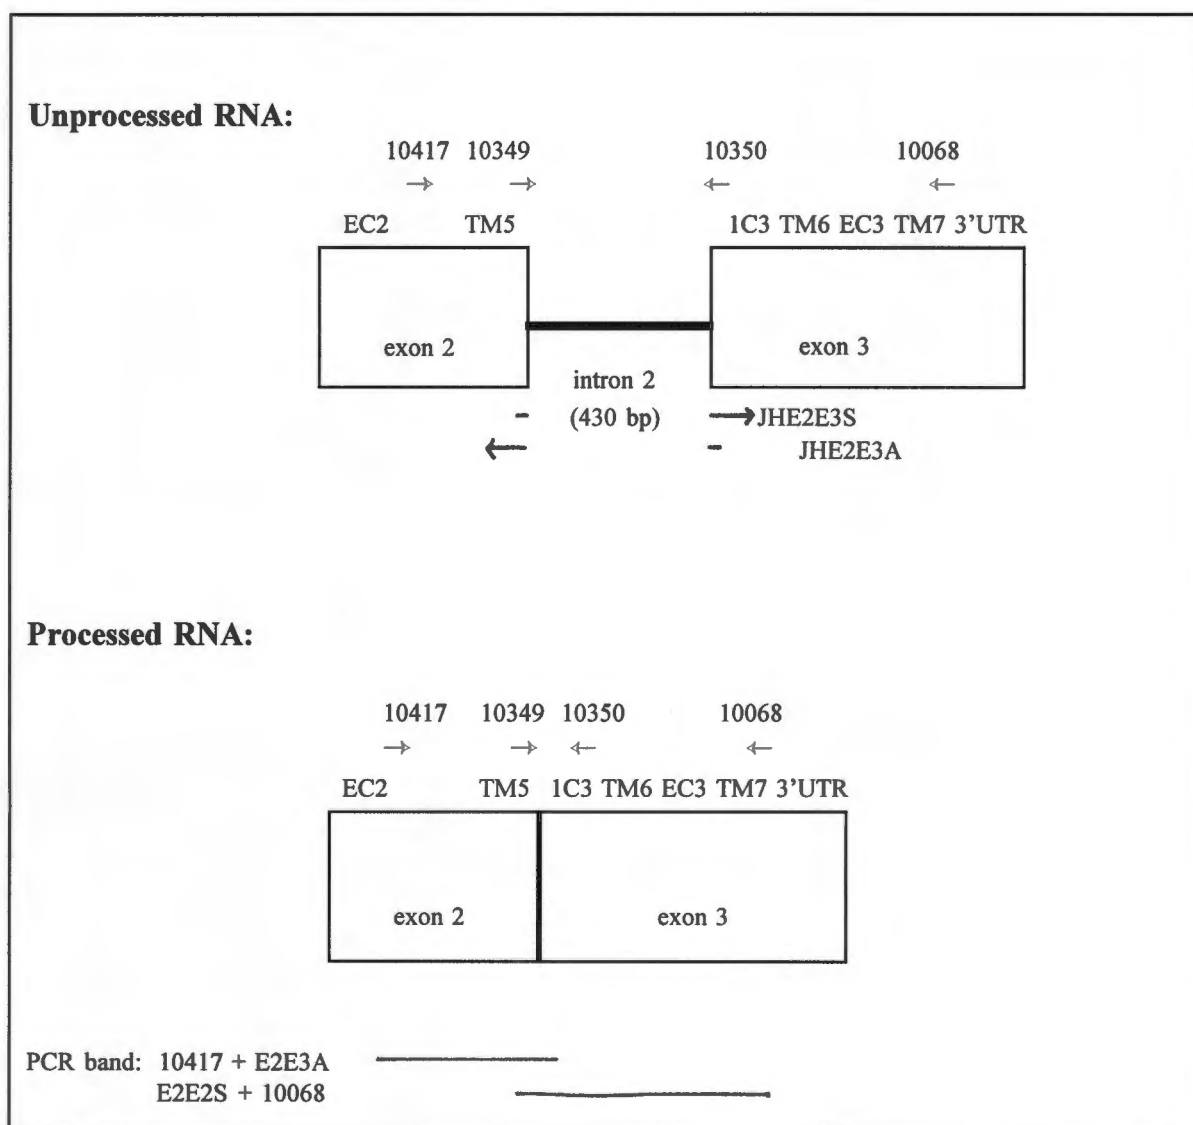 Unprocessed RNA:
10417 10349 10350 10068
EC2 TM5 1C3 TM6 EC3 TM7 3'UTR
exon 2 exon 3
intron 2
(430 bp) JHE2E3S
JHE2E3A
Processed RNA:
10417 10349 10350 10068
EC2 TM5 1C3 TM6 EC3 TM7 3'UTR
exon 2 exon 3
PCR band: 10417 + E2E3A
E2E2S + 10068